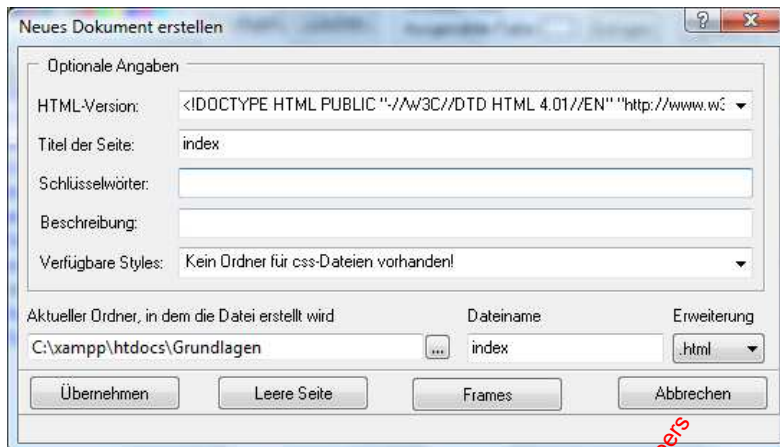 Neues Dokument erstellen
Optionale Angaben
HTML-Version: <!DOCTYPE HTML PUBLIC "-//W3C//DTD HTML 4.01//EN" "http://www.w3
Titel der Seite: index
Schlüsselwörter:
Beschreibung:
Verfügbare Styles: Kein Ordner für css-Dateien vorhanden!
Aktueller Ordner, in dem die Datei erstellt wird Dateiname Erweiterung
C:\xampp\htdocs\Grundlagen ... index .html
Übernehmen Leere Seite Frames Abbrechen